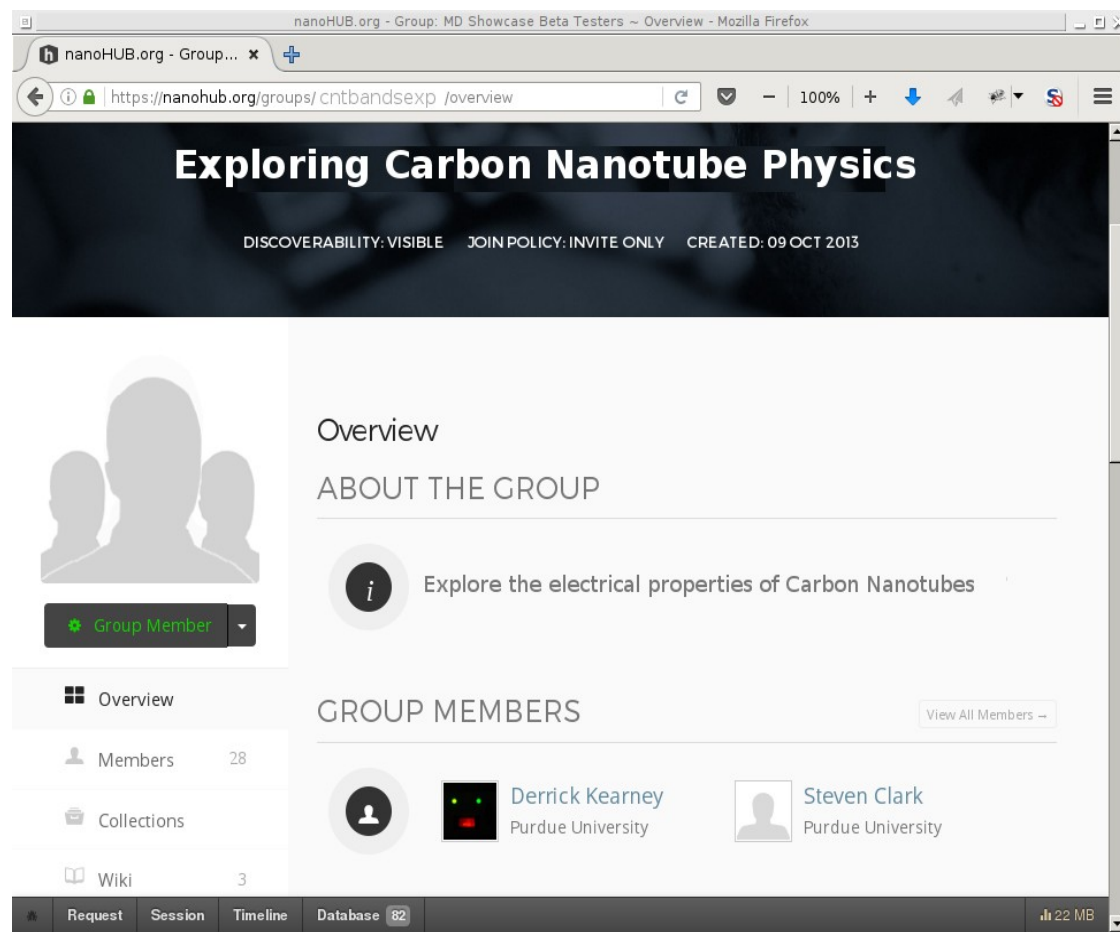 nanoHUB.org - Group: MD Showcase Beta Testers ~ Overview - Mozilla Firefox
nanoHUB.org - Group...
https://nanohub.org/groups/ cntbandsexp /overview
100%
Exploring Carbon Nanotube Physics
DISCOVERABILITY: VISIBLE JOIN POLICY: INVITE ONLY CREATED: 09 OCT 2013
Overview
ABOUT THE GROUP
i
Explore the electrical properties of Carbon Nanotubes
Group Member
Overview
GROUP MEMBERS
View All Members →
Members 28
Derrick Kearney
Purdue University
Steven Clark
Purdue University
Collections
Wiki 3
Request Session Timeline Database 82 22 MB